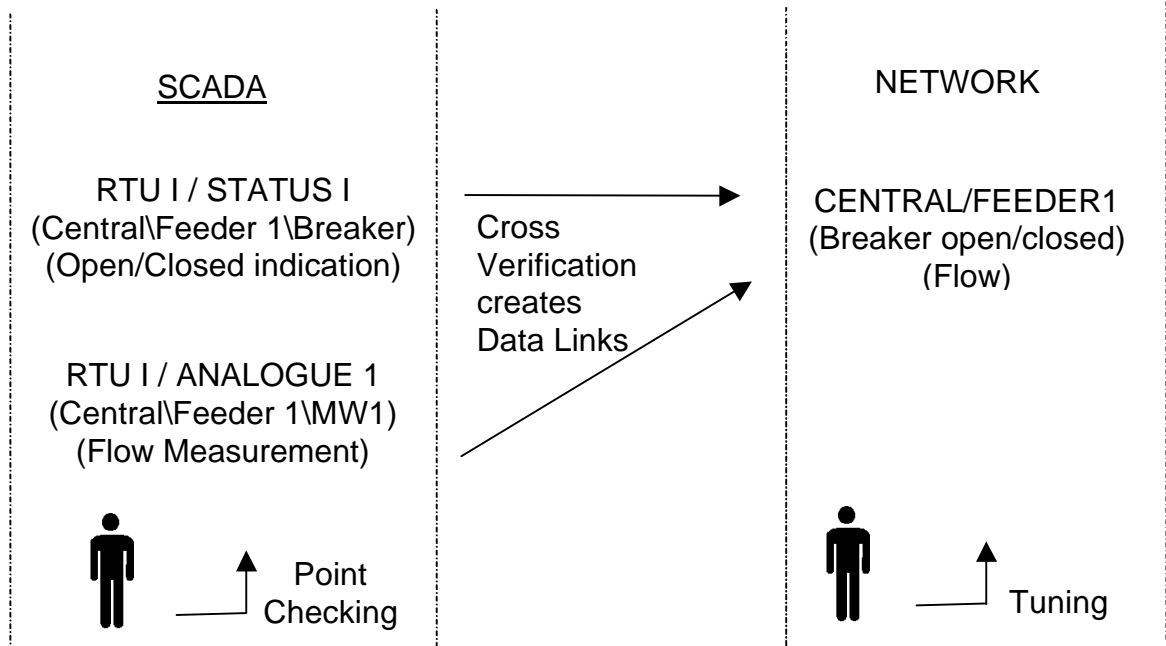 SCADA
NETWORK
RTU I / STATUS I
(Central\Feeder 1\Breaker)
(Open/Closed indication)
Cross
Verification
creates
Data Links
CENTRAL/FEEDER1
(Breaker open/closed)
(Flow)
RTU I / ANALOGUE 1
(Central\Feeder 1\MW1)
(Flow Measurement)
Point
Checking
Tuning